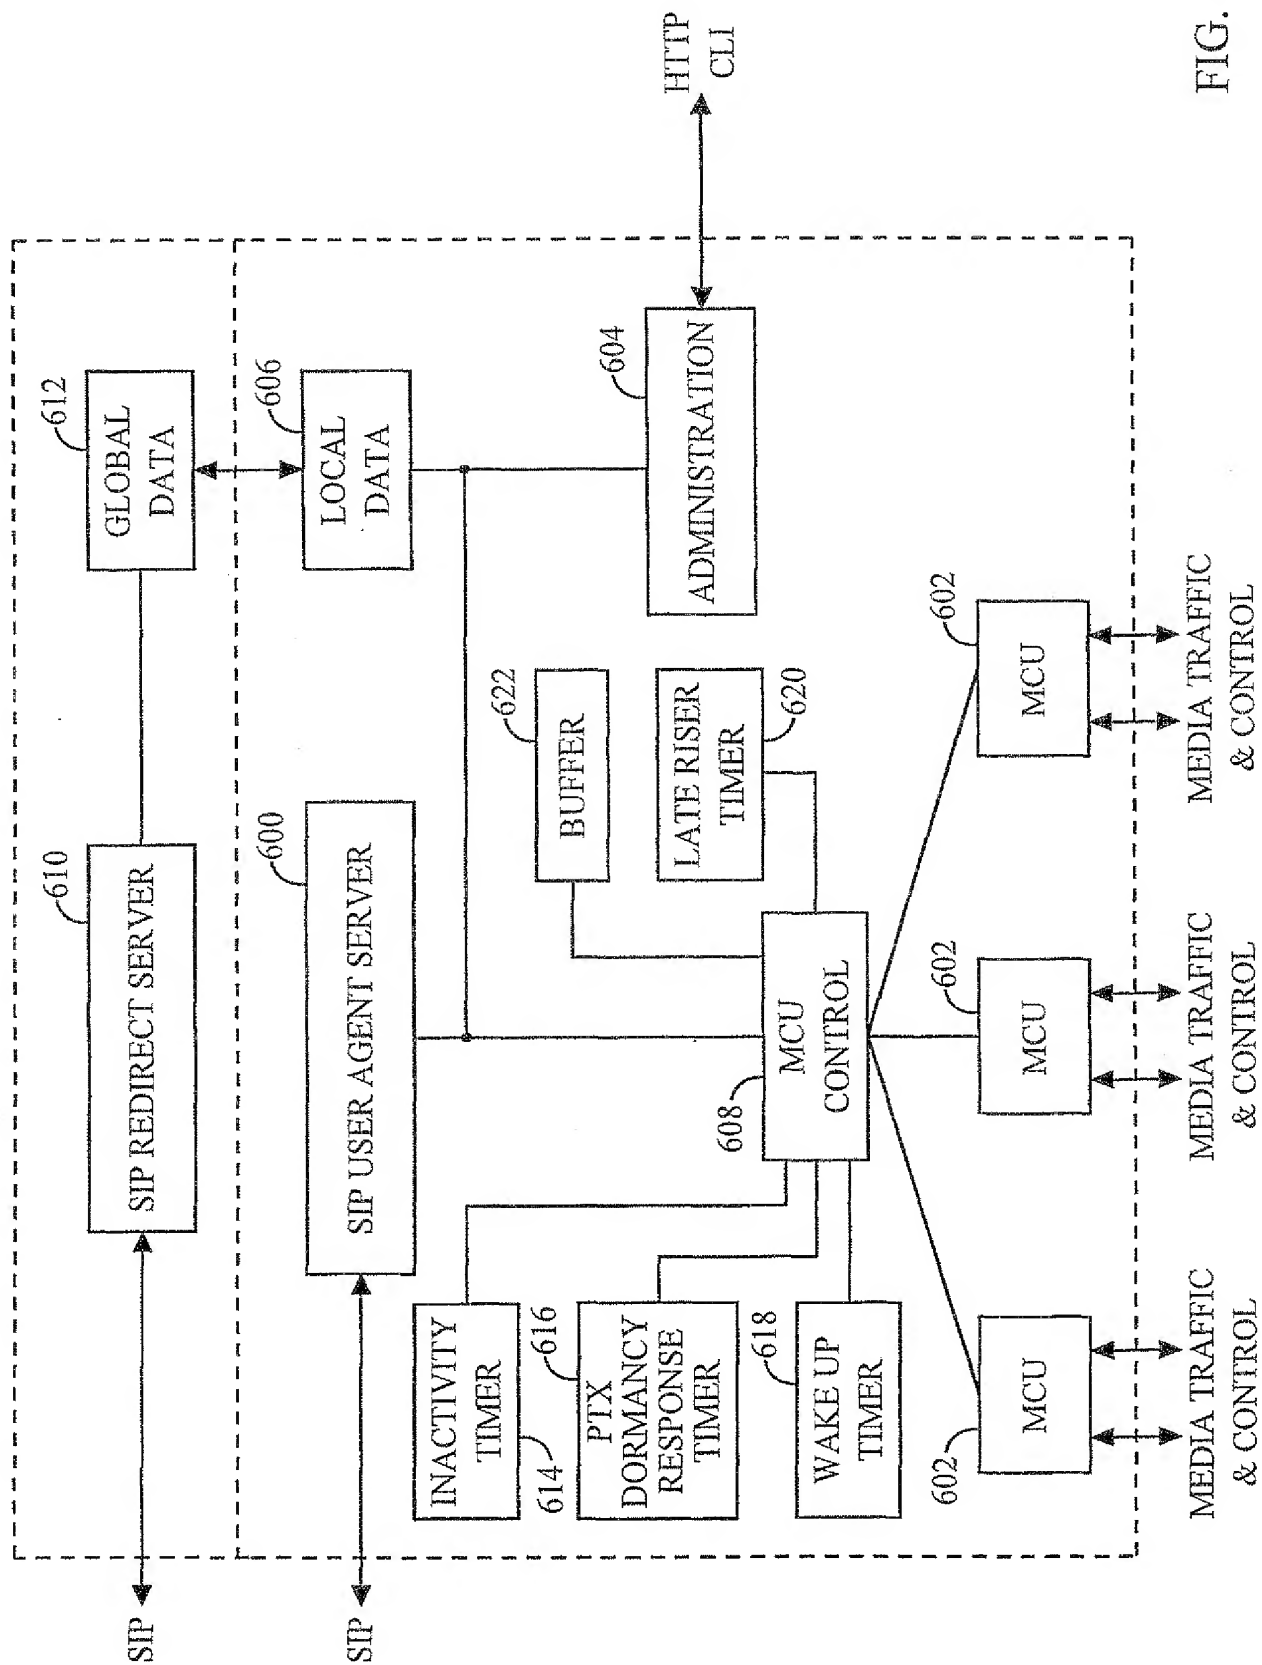 SIP
SIP REDIRECT SERVER
610
GLOBAL
DATA
612
SIP
SIP USER AGENT SERVER
600
LOCAL
DATA
606
INACTIVITY
TIMER
614
PTX
DORMANCY
RESPONSE
TIMER
616
WAKE UP
TIMER
618
MCU
CONTROL
608
BUFFER
622
LATE RISER
TIMER
620
ADMINISTRATION
604
HTTP
CLI
MCU
602
MCU
602
MCU
602
MEDIA TRAFFIC
& CONTROL
MEDIA TRAFFIC
& CONTROL
MEDIA TRAFFIC
& CONTROL
FIG.